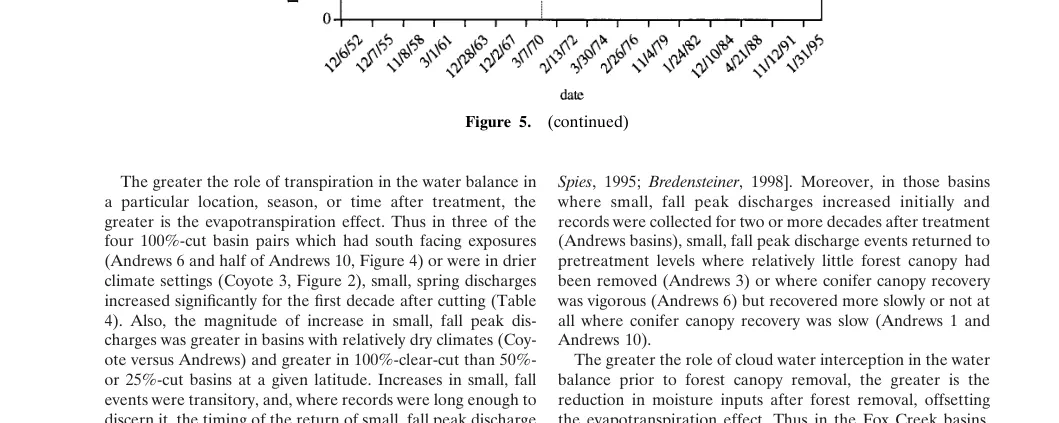 0
12/6/52
12/7/55
11/8/58
3/1/61
12/28/63
12/2/67
3/7/70
2/13/72
3/30/74
2/26/76
11/4/79
1/24/82
12/10/84
4/21/88
11/12/91
1/31/95
date
Figure 5. (continued)
The greater the role of transpiration in the water balance in
a particular location, season, or time after treatment, the
greater is the evapotranspiration effect. Thus in three of the
four 100%-cut basin pairs which had south facing exposures
(Andrews 6 and half of Andrews 10, Figure 4) or were in drier
climate settings (Coyote 3, Figure 2), small, spring discharges
increased significantly for the first decade after cutting (Table
4). Also, the magnitude of increase in small, fall peak dis-
charges was greater in basins with relatively dry climates (Coy-
ote versus Andrews) and greater in 100%-clear-cut than 50%-
or 25%-cut basins at a given latitude. Increases in small, fall
events were transitory, and, where records were long enough to
discern it, the timing of the return of small, fall peak discharge
Spies, 1995; Bredensteiner, 1998]. Moreover, in those basins
where small, fall peak discharges increased initially and
records were collected for two or more decades after treatment
(Andrews basins), small, fall peak discharge events returned to
pretreatment levels where relatively little forest canopy had
been removed (Andrews 3) or where conifer canopy recovery
was vigorous (Andrews 6) but recovered more slowly or not at
all where conifer canopy recovery was slow (Andrews 1 and
Andrews 10).
The greater the role of cloud water interception in the water
balance prior to forest canopy removal, the greater is the
reduction in moisture inputs after forest removal, offsetting
the evapotranspiration effect. Thus in the Fox Creek basins,